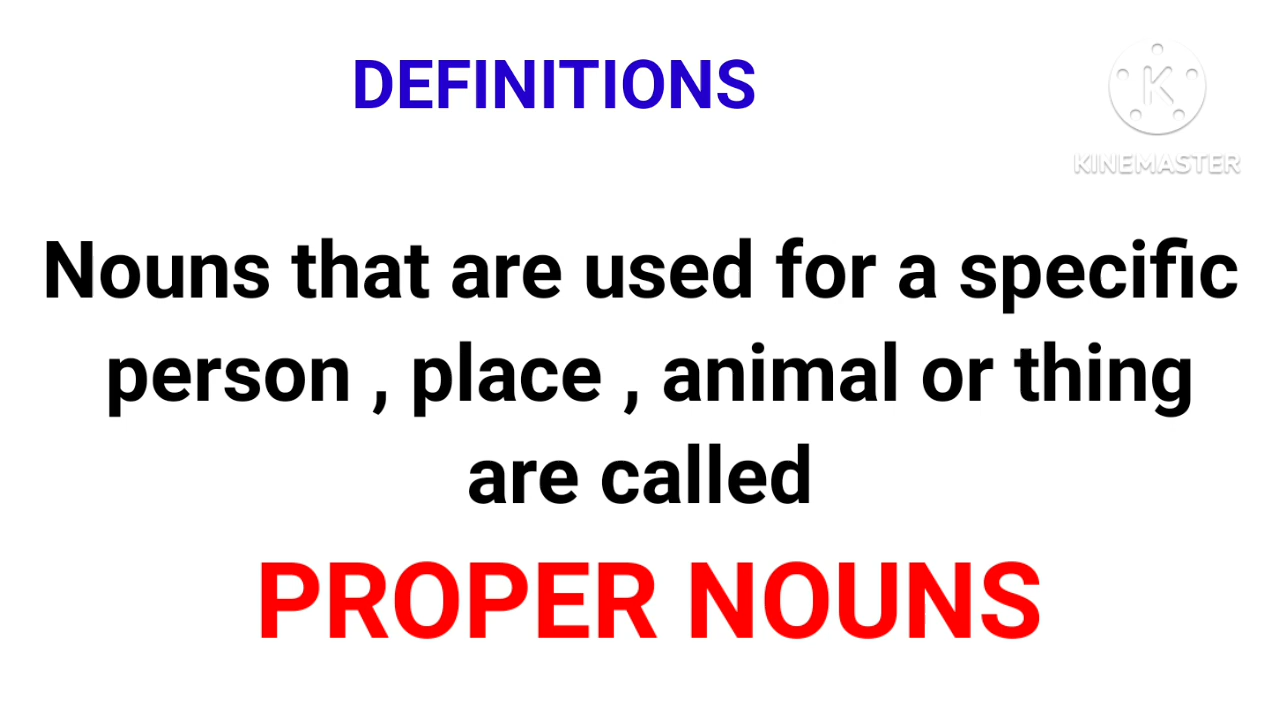 DEFINITIONS
K
KINEMASTER
Nouns that are used for a specific
person , place , animal or thing
are called
PROPER NOUNS